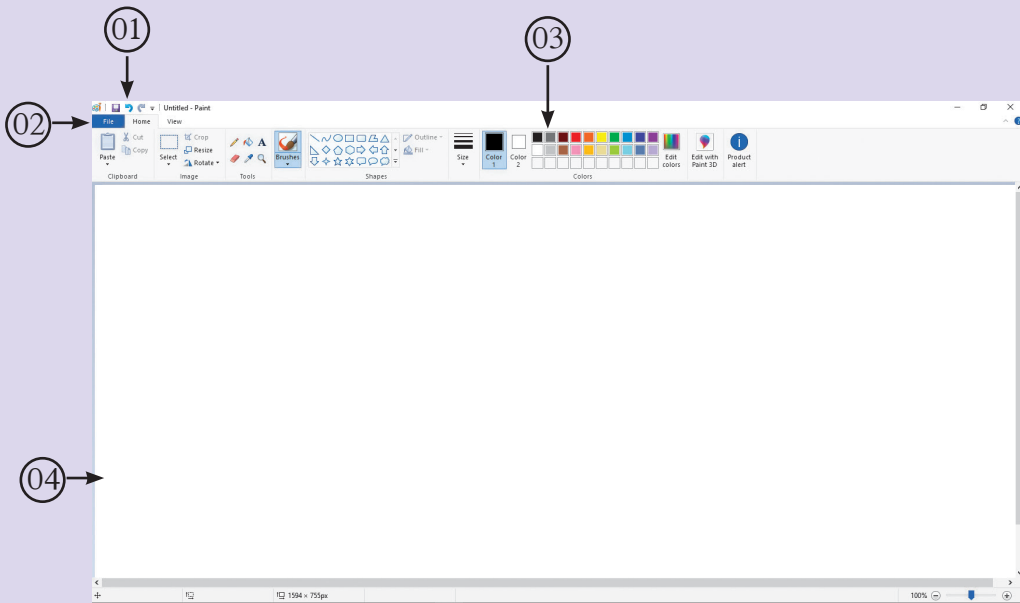 01
03
Untitled - Paint
02
File Home View
Cut Crop Outline
Paste Copy Select Resize Brushes Fill Size Color 1 Color 2 Edit colors Edit with Paint 3D Product alert
Rotate
A
Clipboard Image Tools Shapes Colors
04
1594 × 755px 100%